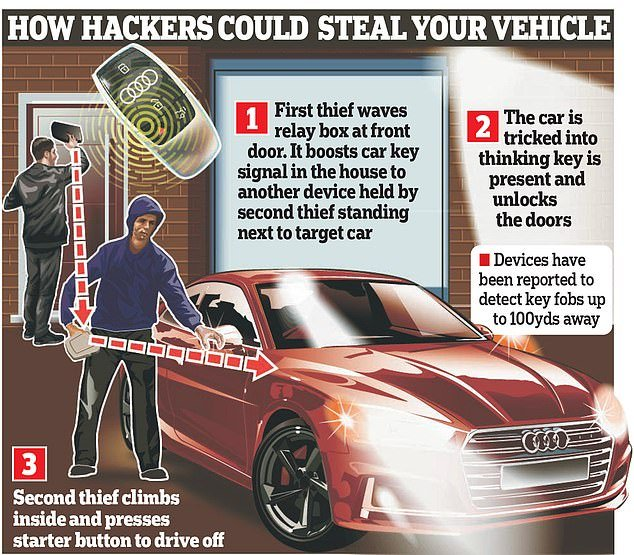 HOW HACKERS COULD STEAL YOUR VEHICLE
1 First thief waves
relay box at front
door. It boosts car key
signal in the house to
another device held by
second thief standing
next to target car
2 The car is
tricked into
thinking key is
present and
unlocks
the doors
Devices have
been reported to
detect key fobs up
to 100yds away
3
Second thief climbs
inside and presses
starter button to drive off